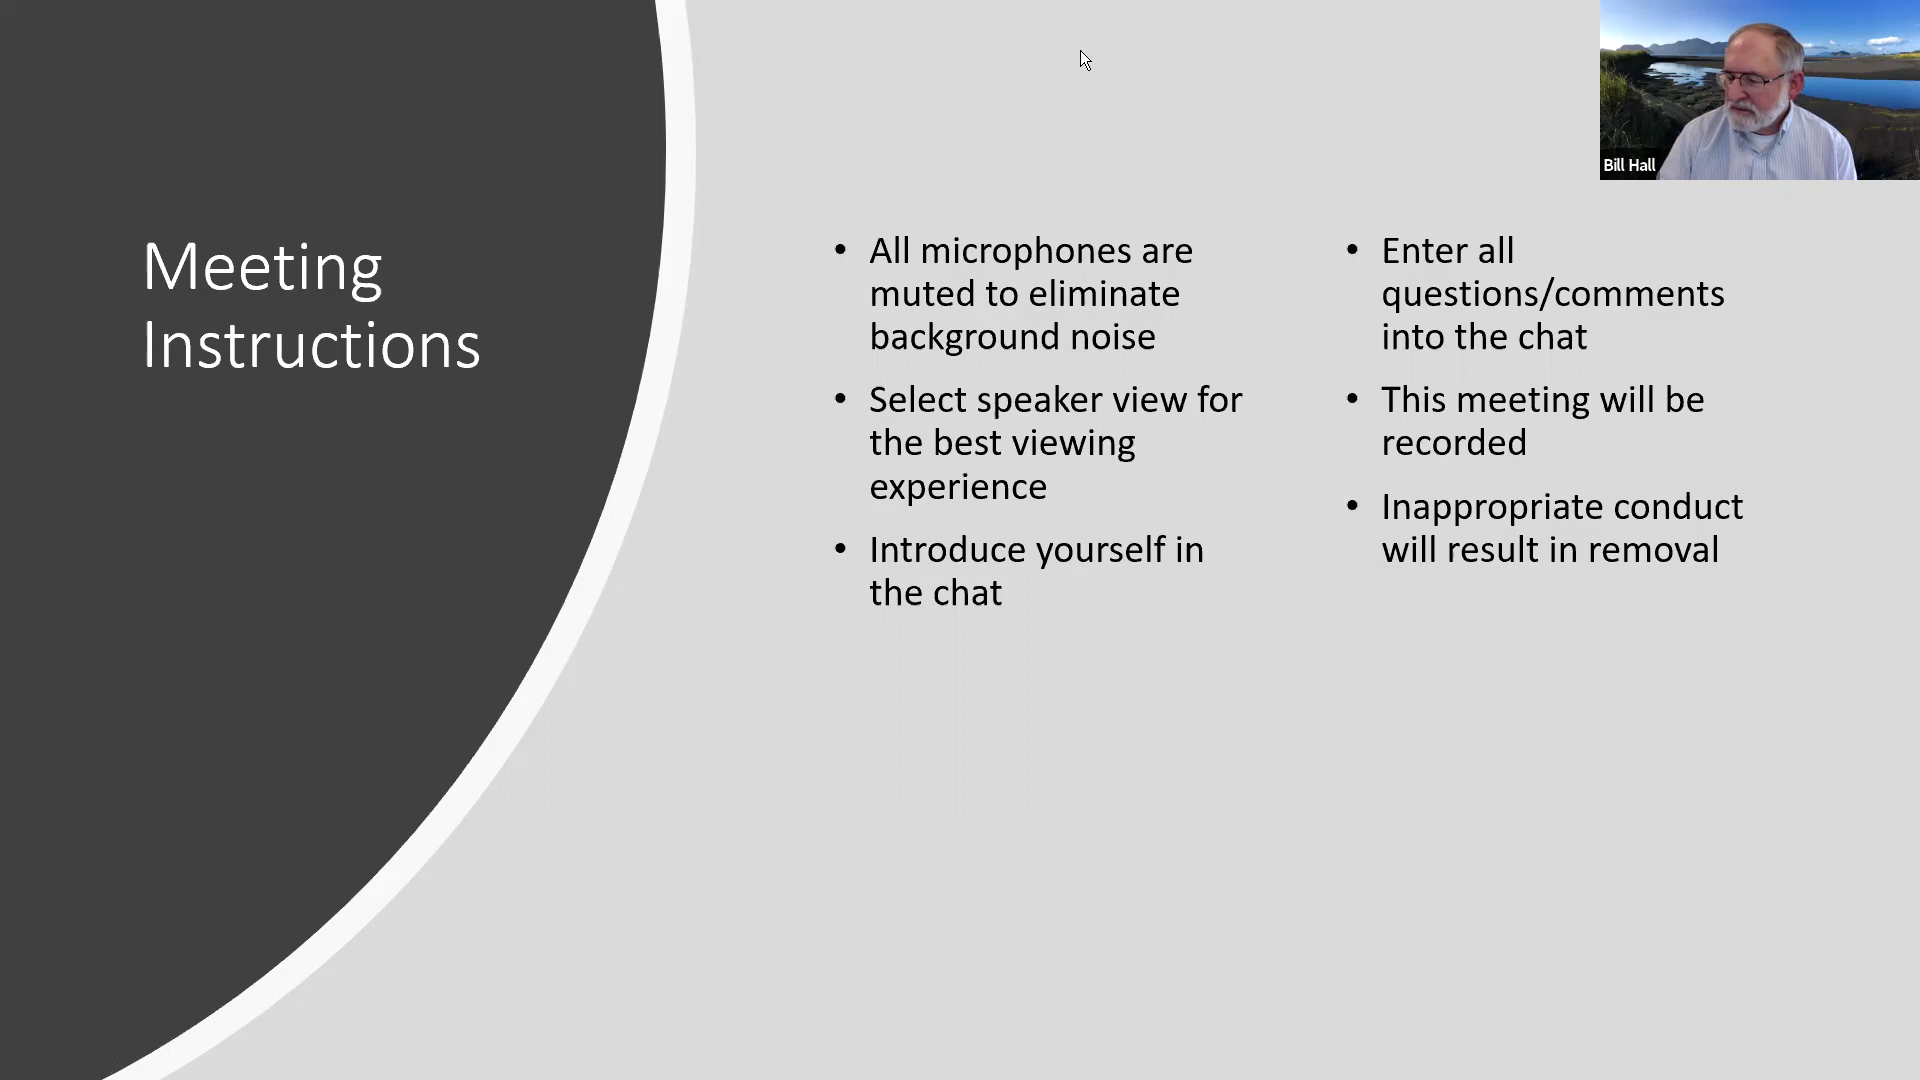 Meeting
Instructions
• All microphones are
muted to eliminate
background noise
• Select speaker view for
the best viewing
experience
• Introduce yourself in
the chat
• Enter all
questions/comments
into the chat
• This meeting will be
recorded
• Inappropriate conduct
will result in removal
Bill Hall